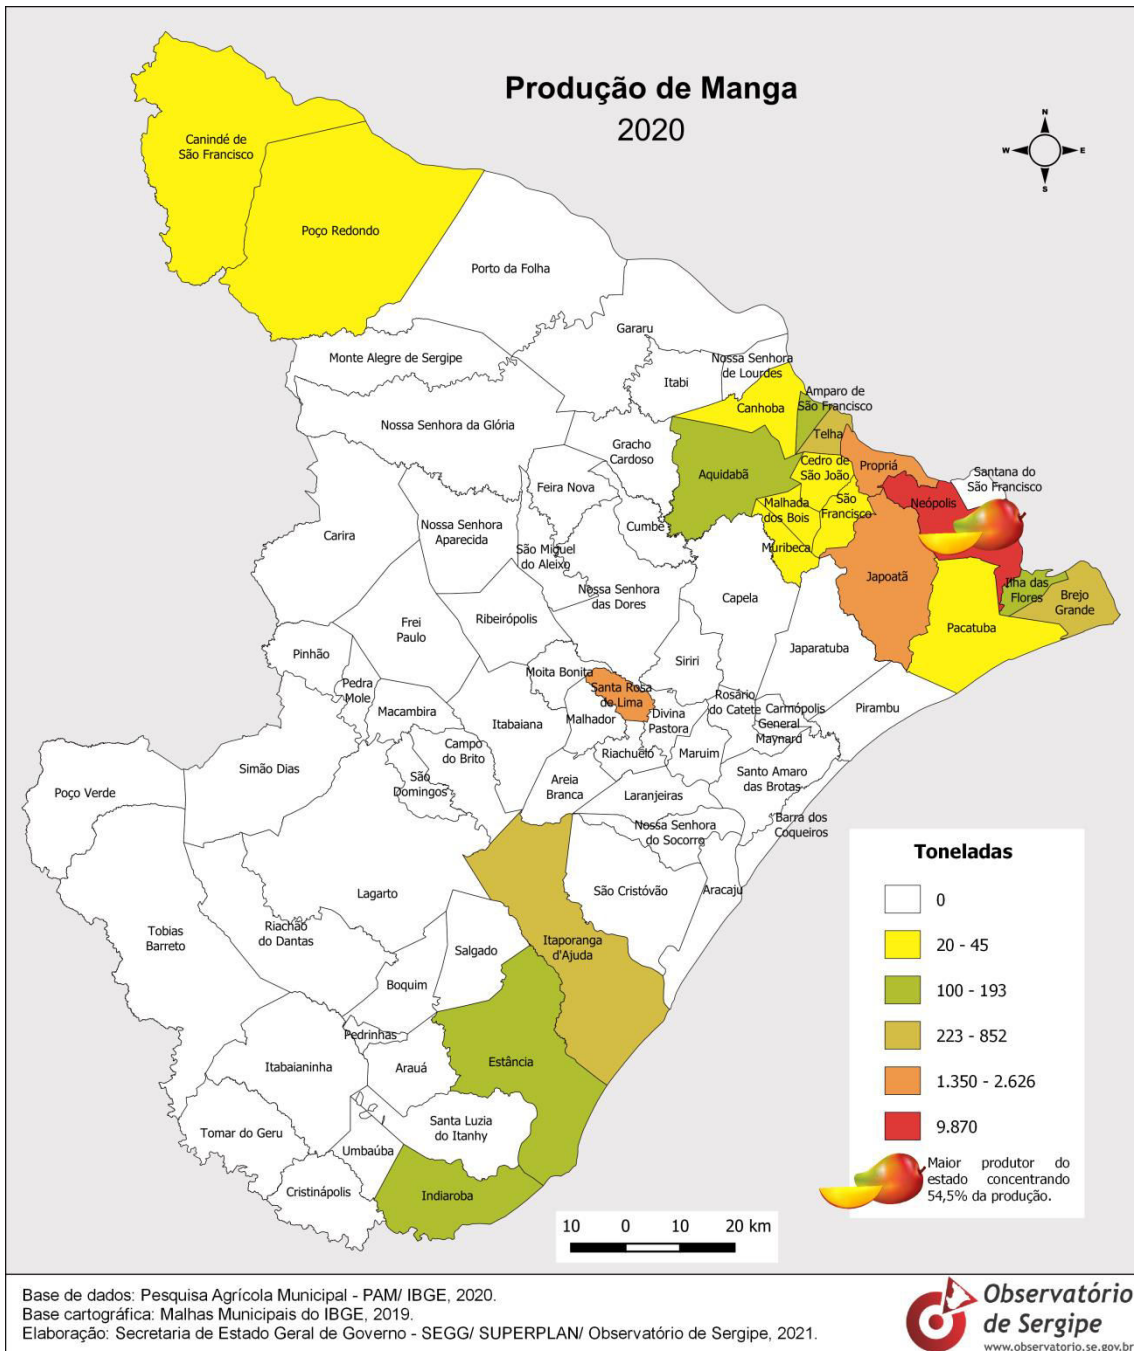 Produção de Manga
2020
N
W
E
S
Canindé de
São Francisco
Poço Redondo
Porto da Folha
Gararu
Monte Alegre de Sergipe
Nossa Senhora
de Lourdes
Itabi
Amparo de
São Francisco
Canhoba
Nossa Senhora da Glória
Telha
Gracho
Cardoso
Cedro de
São João
Propriá
Aquidabã
Santana do
São Francisco
Feira Nova
Malhada
dos Bois
São
Francisco
Neópolis
Carira
Nossa Senhora
Aparecida
Cumbe
São Miguel
do Aleixo
Muribeca
Japoatã
Ilha das
Flores
Brejo
Grande
Nossa Senhora
das Dores
Capela
Frei
Paulo
Ribeirópolis
Pacatuba
Pinhão
Siriri
Japaratuba
Moita Bonita
Pedra
Mole
Santa Rosa
de Lima
Rosário
do Catete
Carmópolis
Pirambu
Macambira
Itabaiana
Malhador
Divina
Pastora
General
Maynard
Campo
do Brito
Riachuelo
Maruim
Simão Dias
São
Domingos
Areia
Branca
Santo Amaro
das Brotas
Poço Verde
Laranjeiras
Nossa Senhora
do Socorro
Barra dos
Coqueiros
Lagarto
São Cristóvão
Aracaju
Tobias
Barreto
Riachão
do Dantas
Itaporanga
d'Ajuda
Salgado
Boquim
Pedrinhas
Itabaianinha
Arauá
Estância
Tomar do Geru
Santa Luzia
do Itanhy
Umbaúba
Cristinápolis
Indiaroba
Toneladas
0
20 - 45
100 - 193
223 - 852
1.350 - 2.626
9.870
Maior produtor do
estado concentrando
54,5% da produção.
10 0 10 20 km
Base de dados: Pesquisa Agrícola Municipal - PAM/ IBGE, 2020.
Base cartográfica: Malhas Municipais do IBGE, 2019.
Elaboração: Secretaria de Estado Geral de Governo - SEGG/ SUPERPLAN/ Observatório de Sergipe, 2021.
Observatório
de Sergipe
www.observatorio.se.gov.br